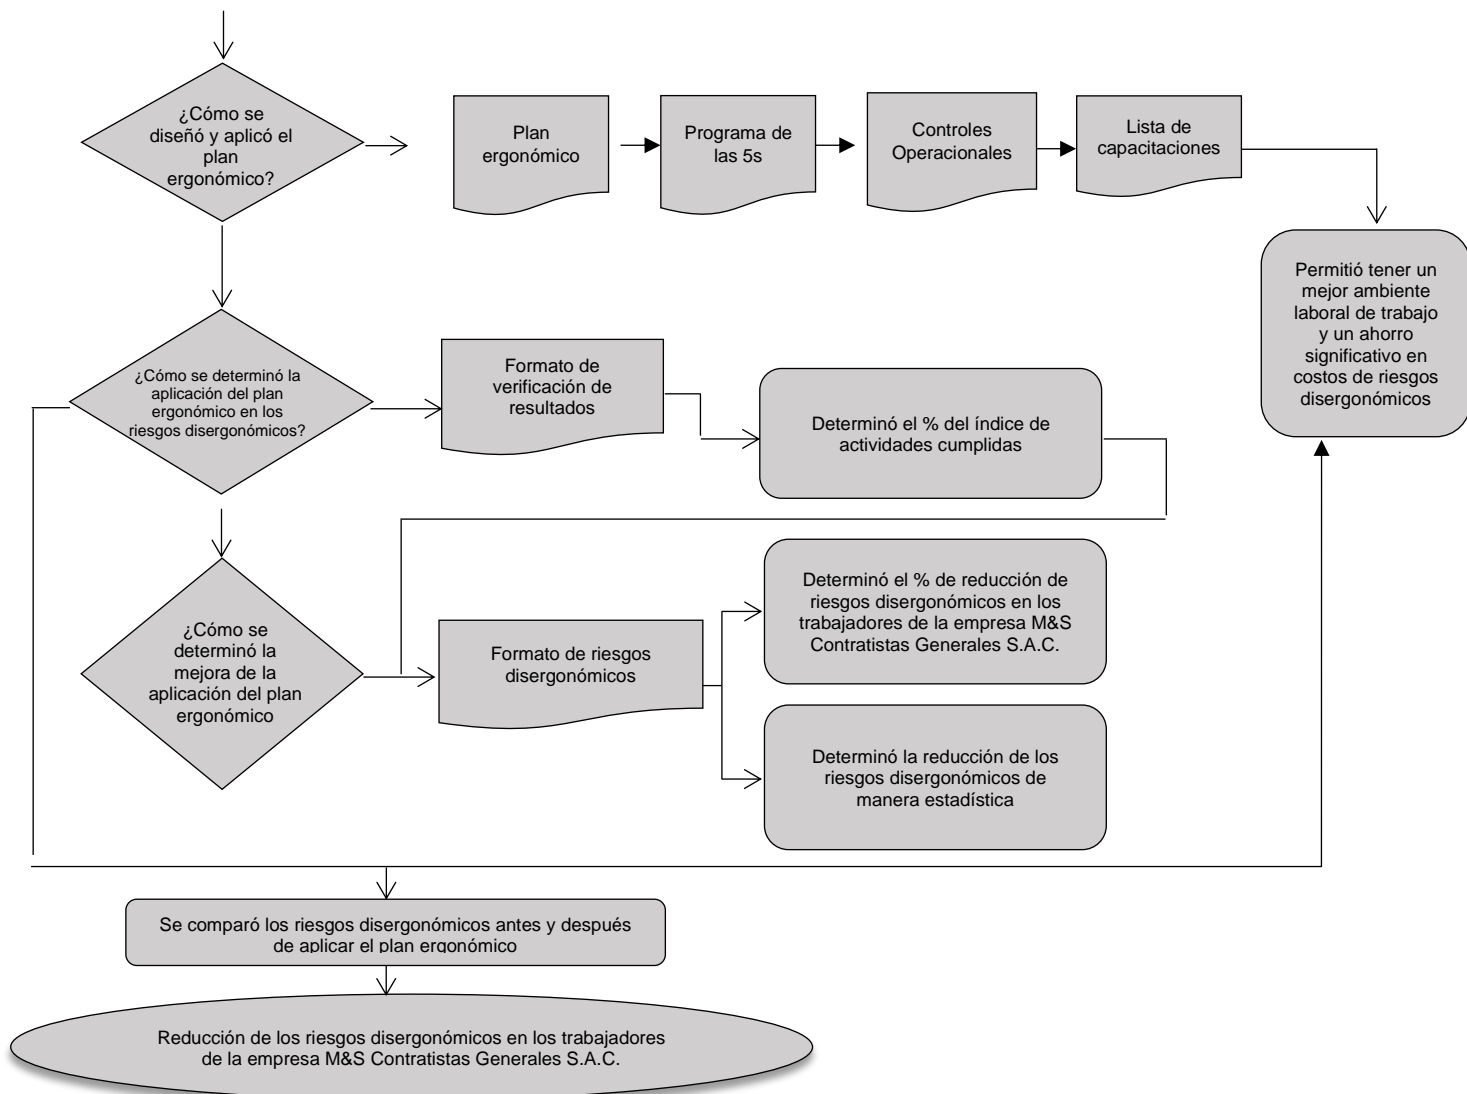 ¿Cómo se
diseñó y aplicó el
plan
ergonómico?
Plan
ergonómico
Programa de
las 5s
Controles
Operacionales
Lista de
capacitaciones
Permitió tener un
mejor ambiente
laboral de trabajo
y un ahorro
significativo en
costos de riesgos
disergonómicos
¿Cómo se determinó la
aplicación del plan
ergonómico en los
riesgos disergonómicos?
Formato de
verificación de
resultados
Determinó el % del índice de
actividades cumplidas
¿Cómo se
determinó la
mejora de la
aplicación del plan
ergonómico
Formato de riesgos
disergonómicos
Determinó el % de reducción de
riesgos disergonómicos en los
trabajadores de la empresa M&S
Contratistas Generales S.A.C.
Determinó la reducción de los
riesgos disergonómicos de
manera estadística
Se comparó los riesgos disergonómicos antes y después
de aplicar el plan ergonómico
Reducción de los riesgos disergonómicos en los trabajadores
de la empresa M&S Contratistas Generales S.A.C.